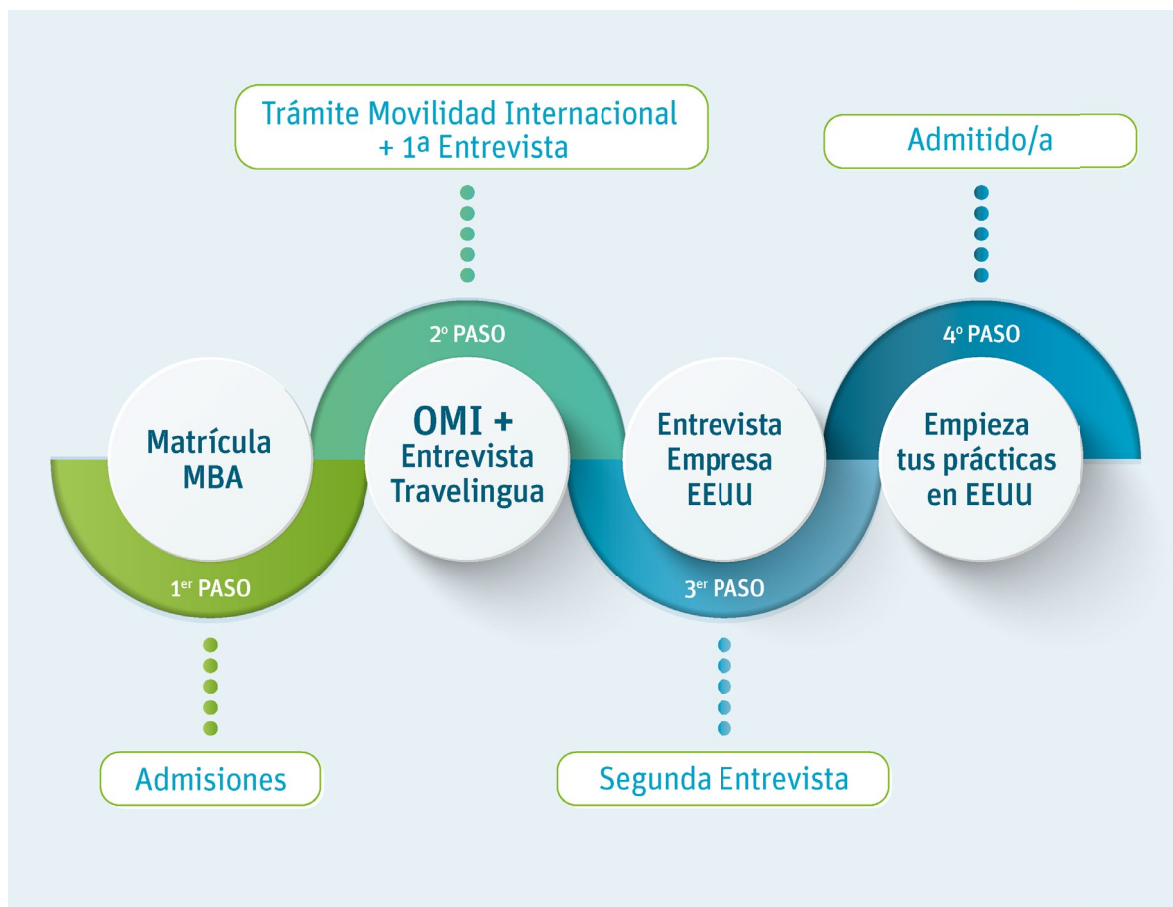 Trámite Movilidad Internacional
+ 1ª Entrevista
Admitido/a
2º PASO
4º PASO
Matrícula
MBA
OMI +
Entrevista
Travelingua
Entrevista
Empresa
EEUU
Empieza
tus prácticas
en EEUU
1er PASO
3er PASO
Admisiones
Segunda Entrevista